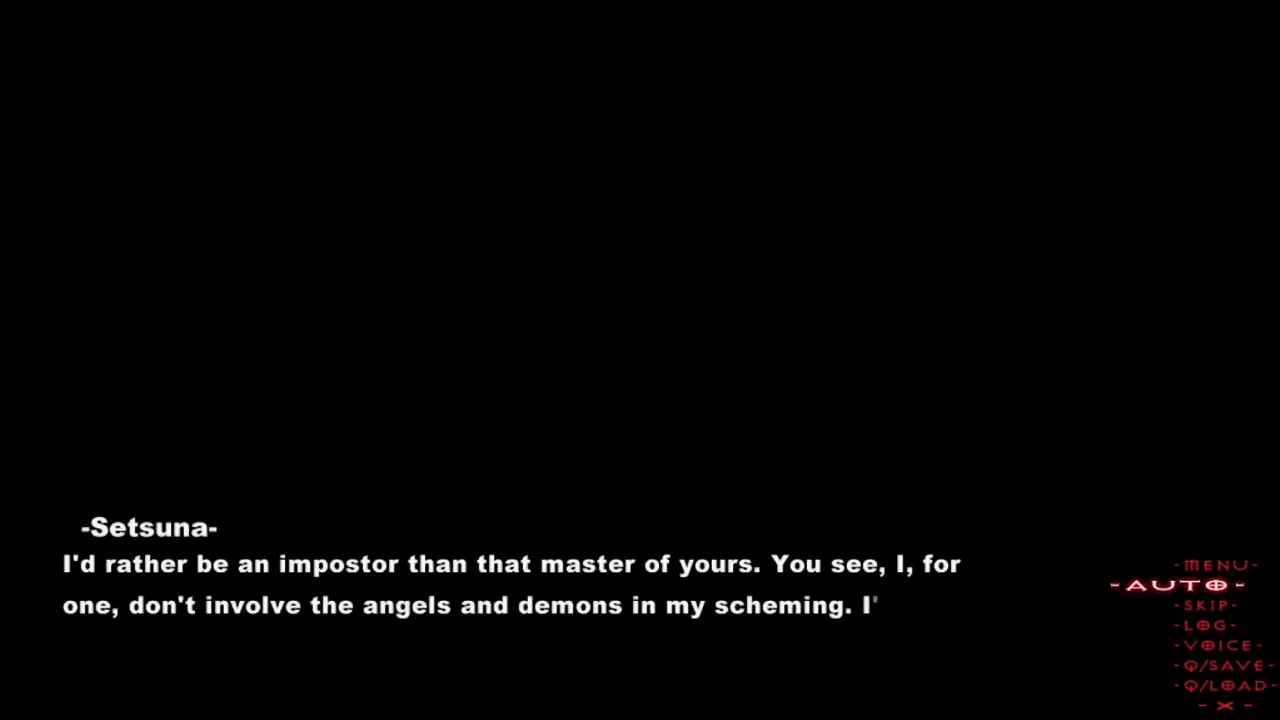 -Setsuna-
I'd rather be an impostor than that master of yours. You see, I, for
one, don't involve the angels and demons in my scheming. I'
-MENU-
-AUTO-
-SKIP-
-LOG-
-VOICE-
-Q/SAVE-
-Q/LOAD-
-X-